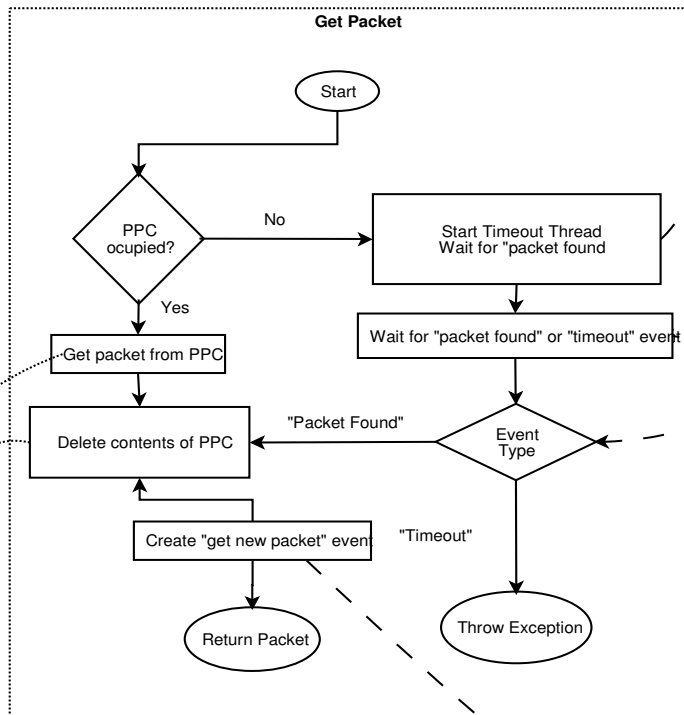 Get Packet
Start
PPC
ocupied?
No
Start Timeout Thread
Wait for "packet found
Yes
Get packet from PPC
Wait for "packet found" or "timeout" event
Delete contents of PPC
"Packet Found"
Event
Type
Create "get new packet" event
"Timeout"
Return Packet
Throw Exception